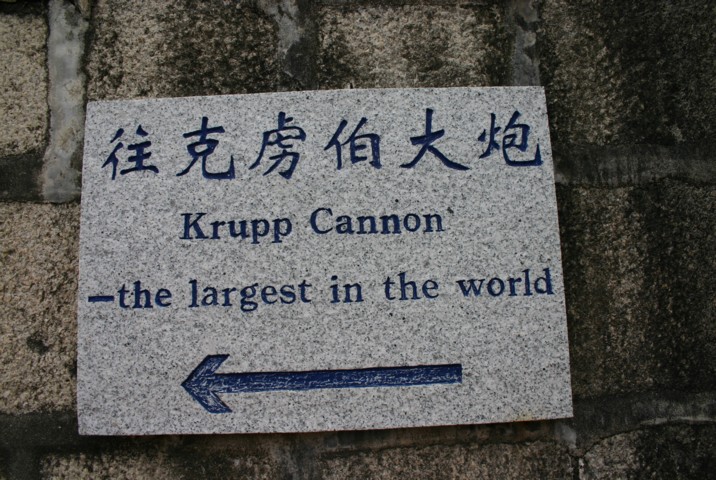 往克虏伯大炮
Krupp Cannon
—the largest in the world